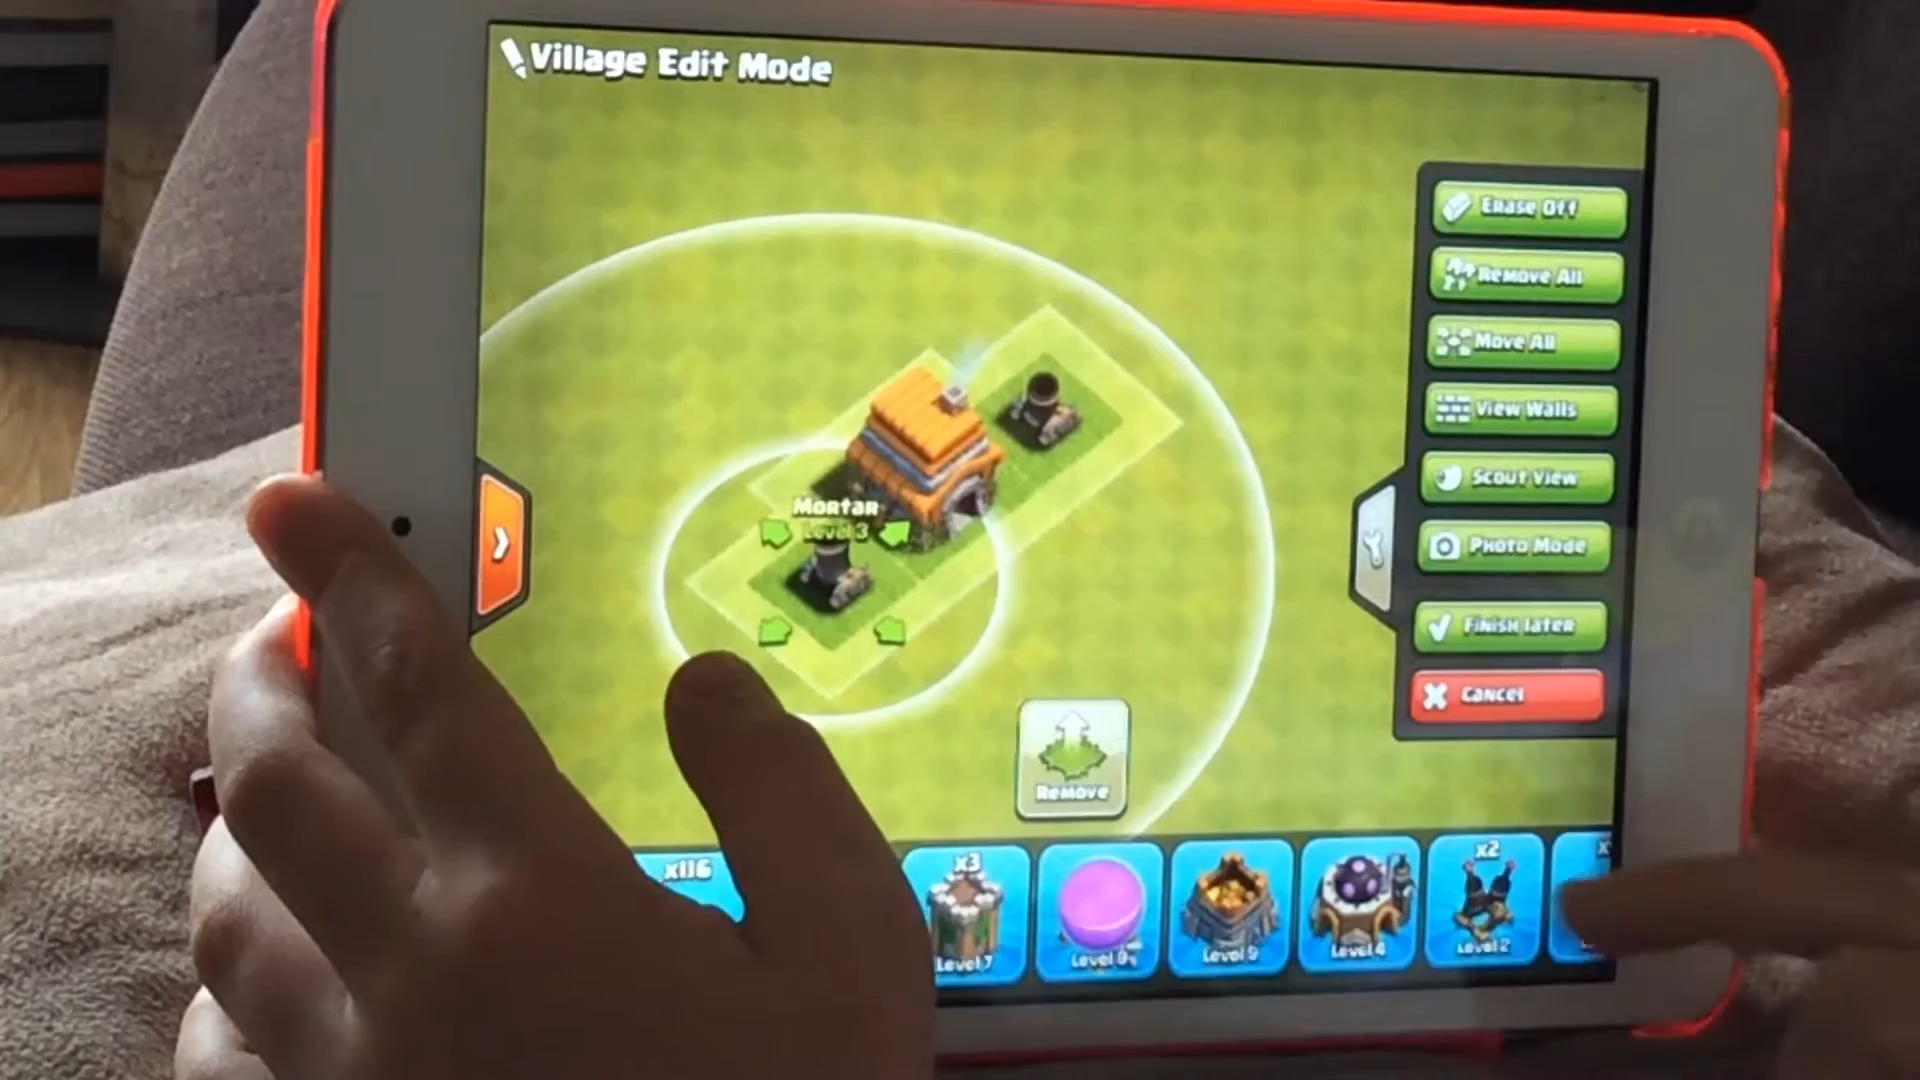 Village Edit Mode
Erase Off
Remove All
Move All
View Walls
Scout View
Photo Mode
Finish later
Cancel
Mortar
Level 3
Remove
x116
x3
Level 7
Level 9
Level 4
x2
Level 2
x